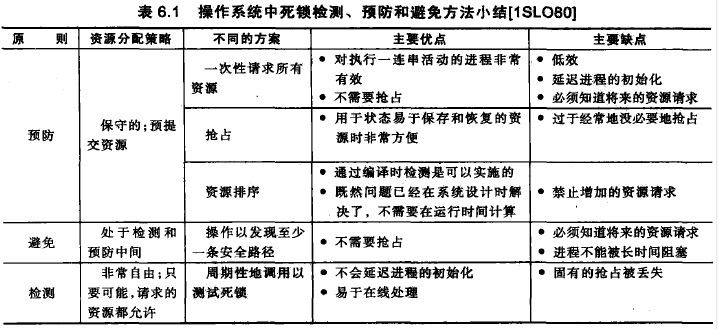 表 6.1 操作系统中死锁检测、预防和避免方法小结[1SLO80]
原 则 资源分配策略 不同的方案 主要优点 主要缺点
预防
保守的;预提
交资源
一次性请求所有
资源
• 对执行一连串活动的进程非常
有效
• 不需要抢占
• 低效
• 延迟进程的初始化
• 必须知道将来的资源请求
抢占
• 用于状态易于保存和恢复的资
源时非常方便
• 过于经常地没必要地抢占
资源排序
• 通过编译时检测是可以实施的
• 既然问题已经在系统设计时解
决了,不需要在运行时间计算
• 禁止增加的资源请求
避免
处于检测和
预防中间
操作以发现至少
一条安全路径
• 不需要抢占
• 必须知道将来的资源请求
• 进程不能被长时间阻塞
检测
非常自由;只
要可能,请求的
资源都允许
周期性地调用以
测试死锁
• 不会延迟进程的初始化
• 易于在线处理
• 固有的抢占被丢失